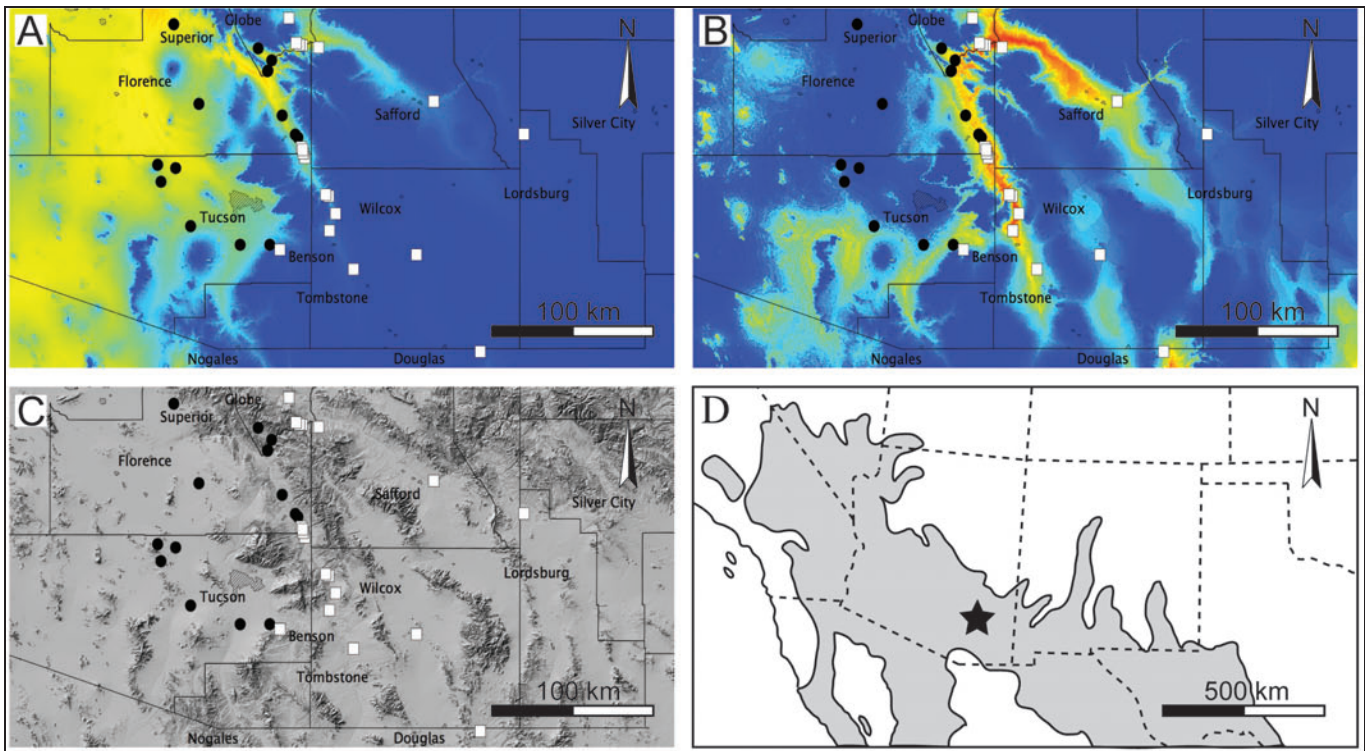 A
Globe
N
Superior
Florence
Safford
Silver City
Lordsburg
Tucson
Wilcox
Benson
Tombstone
100 km
Nogales
Douglas
B
Globe
N
Superior
Florence
Safford
Silver City
Lordsburg
Tucson
Wilcox
Benson
Tombstone
100 km
Nogales
Douglas
C
Globe
N
Superior
Florence
Safford
Silver City
Lordsburg
Tucson
Wilcox
Benson
Tombstone
100 km
Nogales
Douglas
D
N
500 km